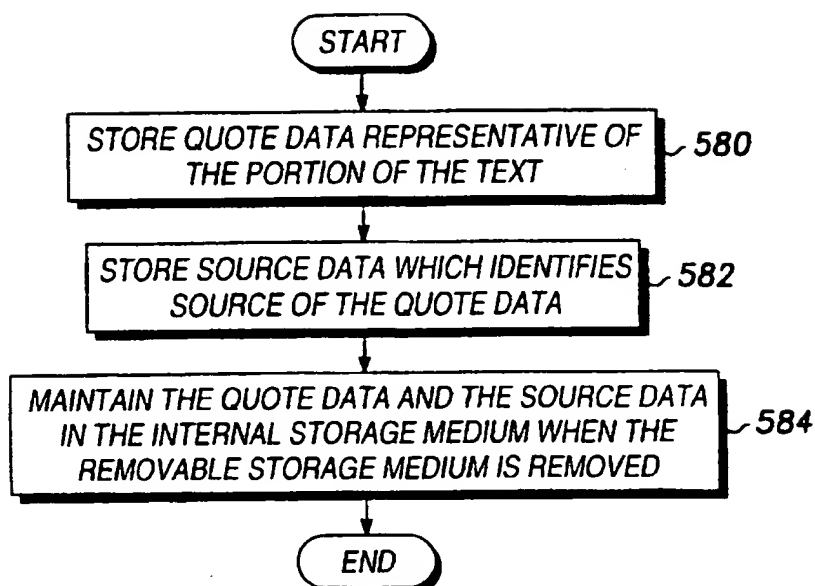 START
STORE QUOTE DATA REPRESENTATIVE OF
THE PORTION OF THE TEXT
580
STORE SOURCE DATA WHICH IDENTIFIES
SOURCE OF THE QUOTE DATA
582
MAINTAIN THE QUOTE DATA AND THE SOURCE DATA
IN THE INTERNAL STORAGE MEDIUM WHEN THE
REMOVABLE STORAGE MEDIUM IS REMOVED
584
END